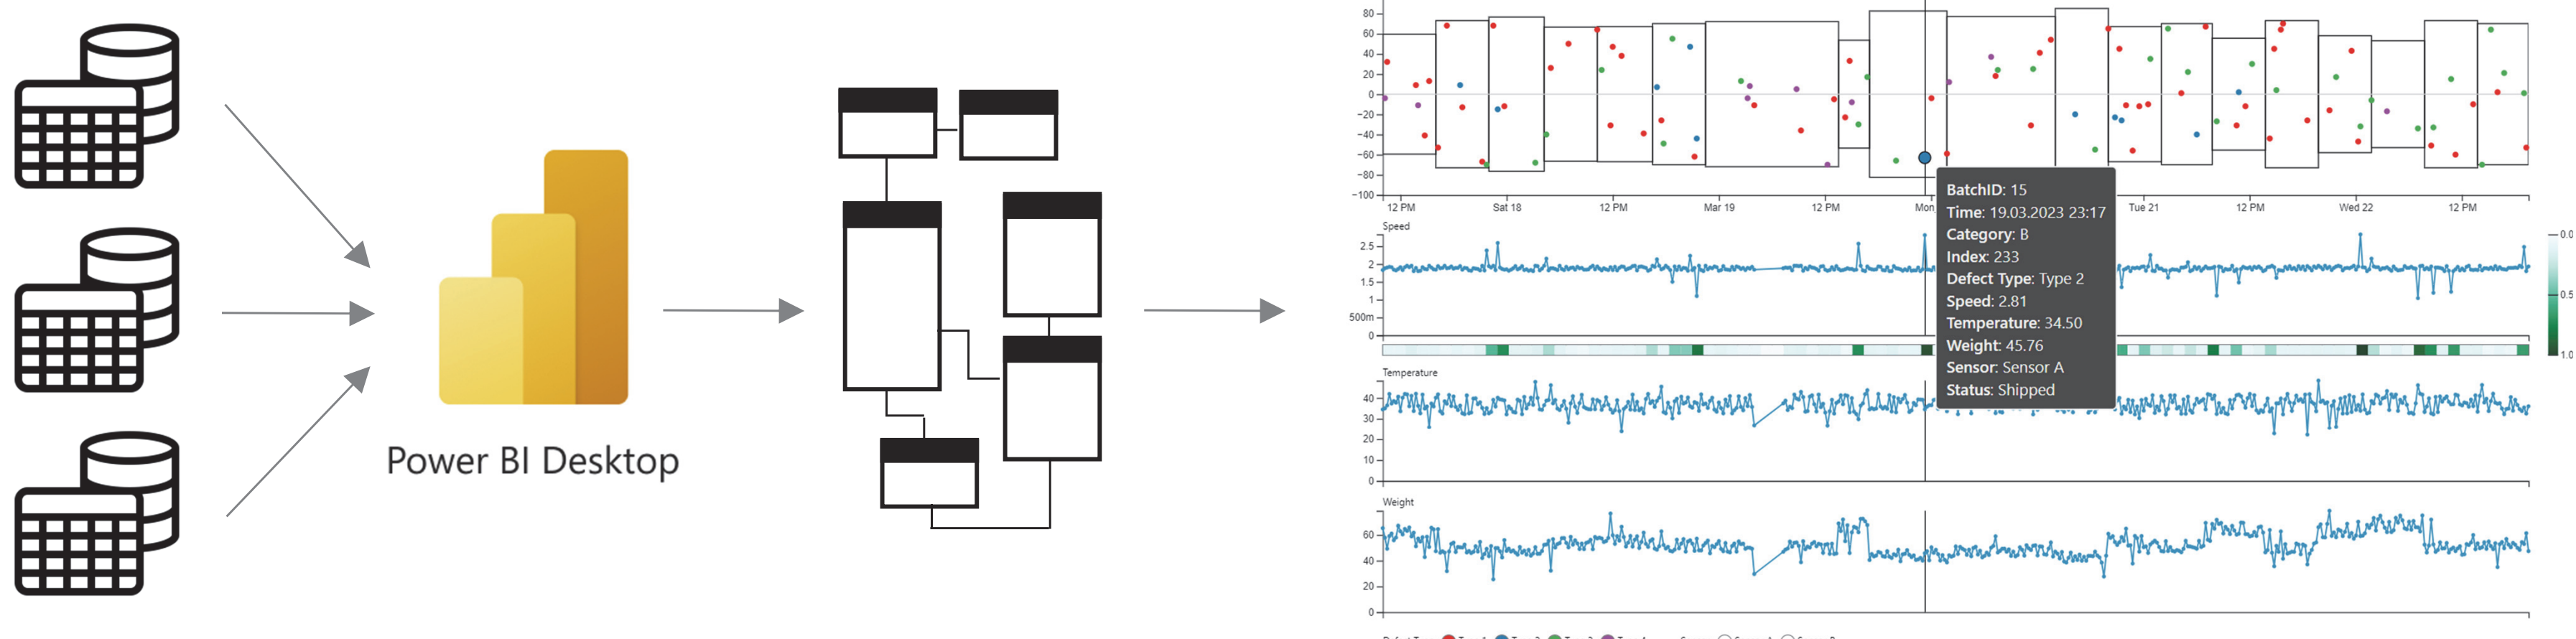 Power BI Desktop
80
60
40
20
0
−20
−40
−60
−80
−100
12 PM Sat 18 12 PM Mar 19 12 PM Mon Tue 21 12 PM Wed 22 12 PM
BatchID: 15
Time: 19.03.2023 23:17
Category: B
Index: 233
Defect Type: Type 2
Speed: 2.81
Temperature: 34.50
Weight: 45.76
Sensor: Sensor A
Status: Shipped
Speed
2.5
2
1.5
1
500m
0
0.0
0.5
1.0
Temperature
40
30
20
10
0
Weight
60
40
20
0